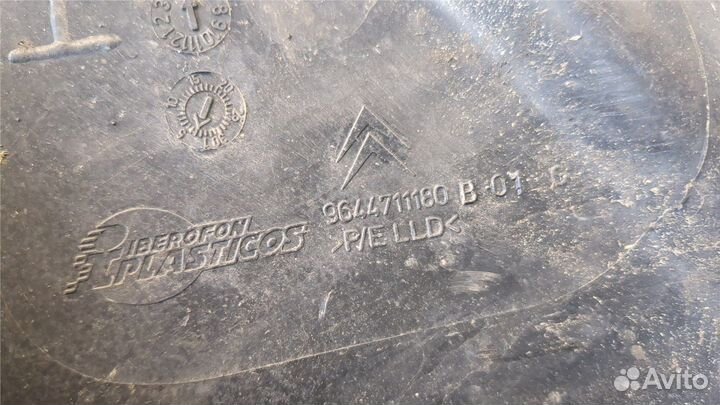 IBEROFON
PLASTICOS
9644711180 B 01
>P/E LLD<
Avito